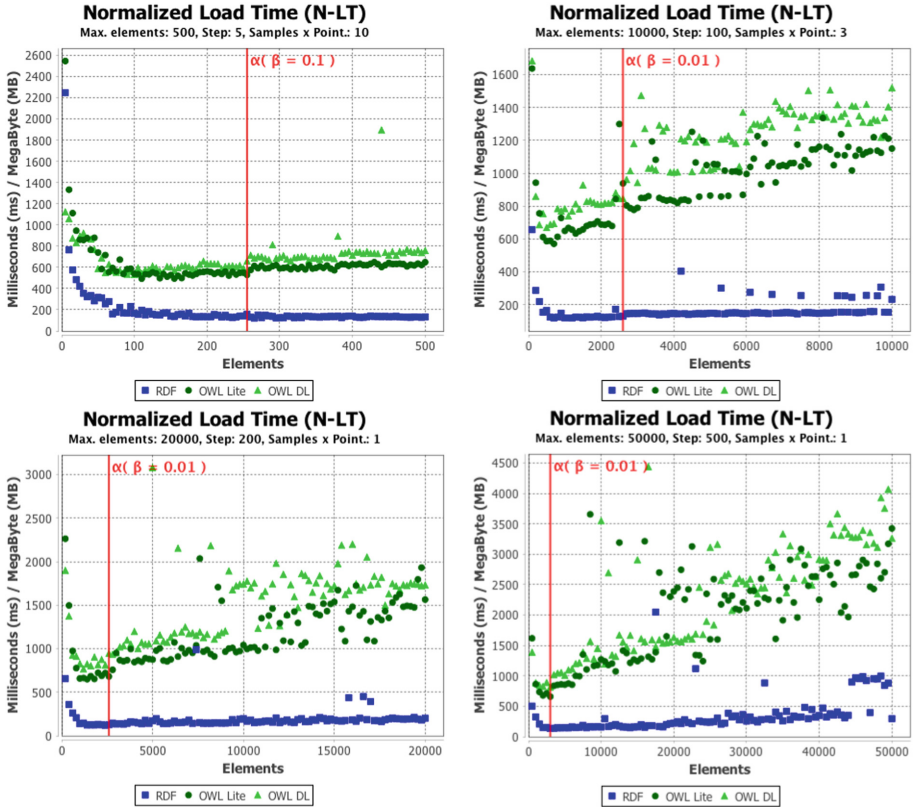 Normalized Load Time (N-LT)
Max. elements: 500, Step: 5, Samples x Point.: 10
α( β = 0.1 )
Milliseconds (ms) / MegaByte (MB)
2600
2400
2200
2000
1800
1600
1400
1200
1000
800
600
400
200
0
0 100 200 300 400 500
Elements
RDF OWL Lite OWL DL
Normalized Load Time (N-LT)
Max. elements: 10000, Step: 100, Samples x Point.: 3
α( β = 0.01 )
Milliseconds (ms) / MegaByte (MB)
1600
1400
1200
1000
800
600
400
200
0 2000 4000 6000 8000 10000
Elements
RDF OWL Lite OWL DL
Normalized Load Time (N-LT)
Max. elements: 20000, Step: 200, Samples x Point.: 1
α( β = 0.01 )
Milliseconds (ms) / MegaByte (MB)
3000
2500
2000
1500
1000
500
0
0 5000 10000 15000 20000
Elements
RDF OWL Lite OWL DL
Normalized Load Time (N-LT)
Max. elements: 50000, Step: 500, Samples x Point.: 1
α( β = 0.01 )
Milliseconds (ms) / MegaByte (MB)
4500
4000
3500
3000
2500
2000
1500
1000
500
0
0 10000 20000 30000 40000 50000
Elements
RDF OWL Lite OWL DL